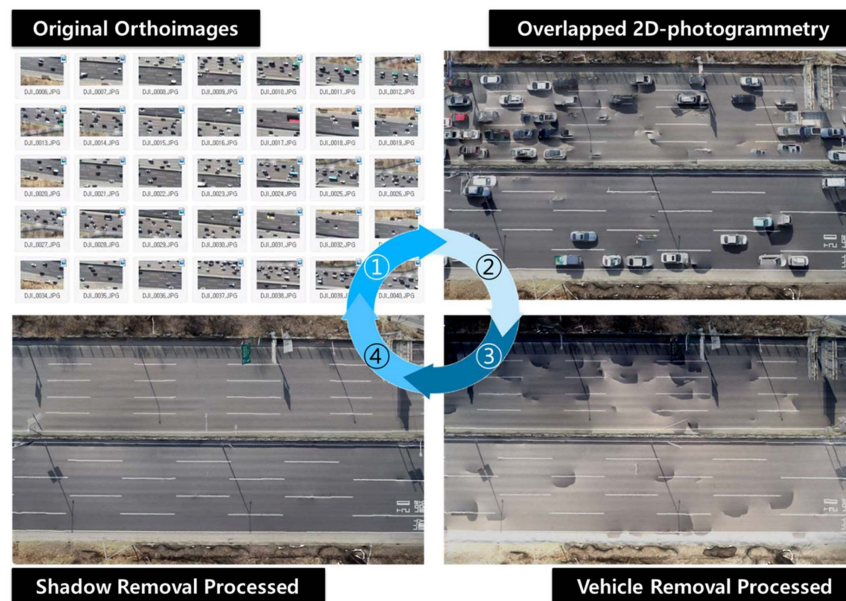 Original Orthoimages
Overlapped 2D-photogrammetry
DJI_0006.JPG DJI_0007.JPG DJI_0008.JPG DJI_0009.JPG DJI_0010.JPG DJI_0011.JPG DJI_0012.JPG
DJI_0013.JPG DJI_0014.JPG DJI_0015.JPG DJI_0016.JPG DJI_0017.JPG DJI_0018.JPG DJI_0019.JPG
DJI_0020.JPG DJI_0021.JPG DJI_0022.JPG DJI_0023.JPG DJI_0024.JPG DJI_0025.JPG DJI_0026.JPG
DJI_0027.JPG DJI_0028.JPG DJI_0029.JPG DJI_0030.JPG DJI_0031.JPG DJI_0032.JPG DJI_0033.JPG
DJI_0034.JPG DJI_0035.JPG DJI_0036.JPG DJI_0037.JPG DJI_0038.JPG DJI_0039.JPG DJI_0040.JPG
① ②
④ ③
Shadow Removal Processed
Vehicle Removal Processed